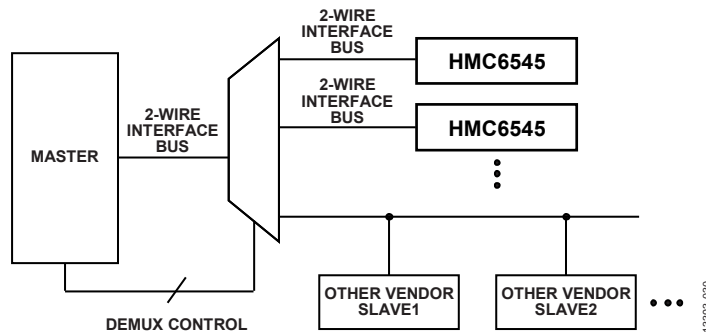 2-WIRE
INTERFACE
BUS
HMC6545
2-WIRE
INTERFACE
BUS
HMC6545
2-WIRE
INTERFACE
BUS
MASTER
OTHER VENDOR
SLAVE1
OTHER VENDOR
SLAVE2
DEMUX CONTROL